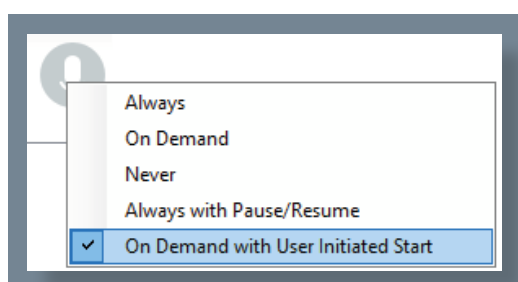 Always
On Demand
Never
Always with Pause/Resume
On Demand with User Initiated Start